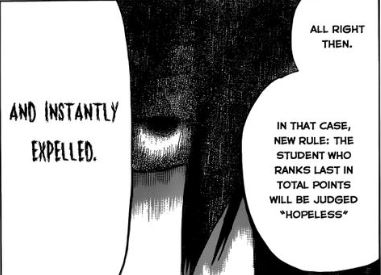 ALL RIGHT
THEN.
IN THAT CASE,
NEW RULE: THE
STUDENT WHO
RANKS LAST IN
TOTAL POINTS
WILL BE JUDGED
"HOPELESS"
AND INSTANTLY
EXPELLED.